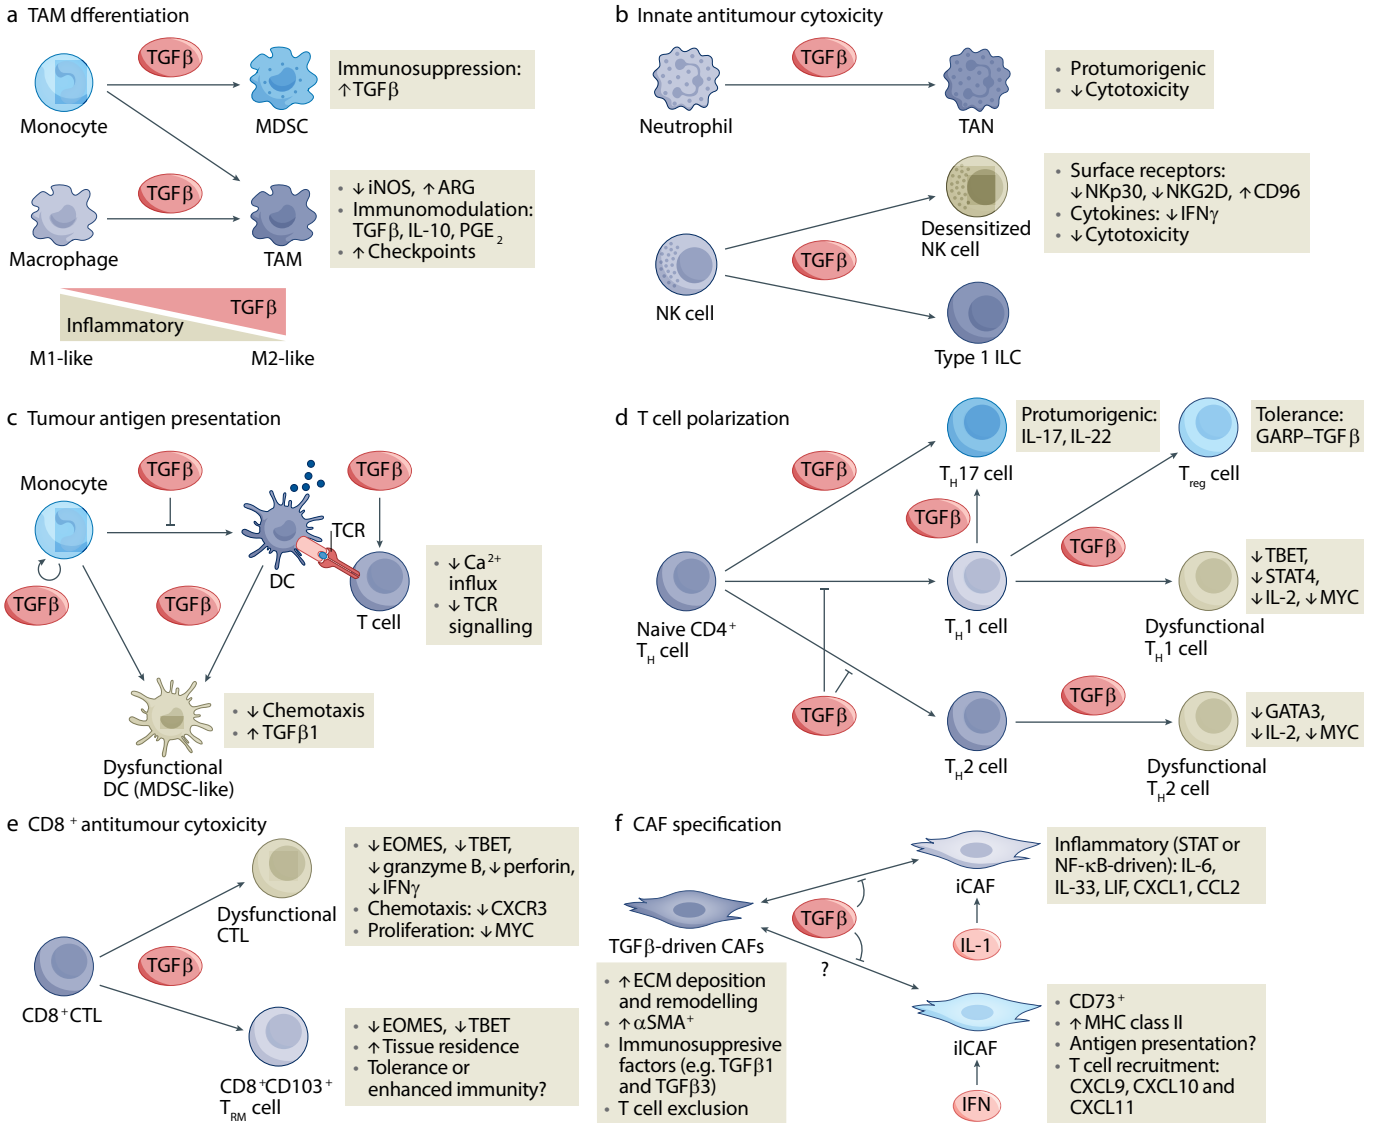 a TAM dfferentiation
TGFβ
Monocyte
MDSC
Immunosuppression:
↑TGFβ
TGFβ
Macrophage
TAM
• ↓iNOS, ↑ARG
• Immunomodulation:
TGFβ, IL-10, PGE2
• ↑Checkpoints
TGFβ
Inflammatory
M1-like
M2-like
b Innate antitumour cytoxicity
TGFβ
Neutrophil
TAN
• Protumorigenic
• ↓Cytotoxicity
NK cell
TGFβ
Desensitized
NK cell
• Surface receptors:
↓NKp30, ↓NKG2D, ↑CD96
• Cytokines: ↓IFNγ
• ↓Cytotoxicity
Type 1 ILC
c Tumour antigen presentation
Monocyte
TGFβ
TGFβ
TCR
DC
T cell
• ↓Ca2+
influx
• ↓TCR
signalling
TGFβ
TGFβ
• ↓Chemotaxis
• ↑TGFβ1
Dysfunctional
DC (MDSC-like)
d T cell polarization
Naive CD4+
TH cell
TGFβ
TH17 cell
Protumorigenic:
IL-17, IL-22
Treg cell
Tolerance:
GARP–TGFβ
TGFβ
TGFβ
TH1 cell
Dysfunctional
TH1 cell
↓TBET,
↓STAT4,
↓IL-2, ↓MYC
TGFβ
TH2 cell
TGFβ
Dysfunctional
TH2 cell
↓GATA3,
↓IL-2, ↓MYC
e CD8+ antitumour cytoxicity
CD8+CTL
TGFβ
Dysfunctional
CTL
• ↓EOMES, ↓TBET,
↓granzyme B, ↓perforin,
↓IFNγ
• Chemotaxis: ↓CXCR3
• Proliferation: ↓MYC
CD8+CD103+
TRM cell
• ↓EOMES, ↓TBET
• ↑Tissue residence
• Tolerance or
enhanced immunity?
f CAF specification
TGFβ-driven CAFs
• ↑ECM deposition
and remodelling
• ↑αSMA+
• Immunosuppresive
factors (e.g. TGFβ1
and TGFβ3)
• T cell exclusion
TGFβ
?
iCAF
IL-1
Inflammatory (STAT or
NF-κB-driven): IL-6,
IL-33, LIF, CXCL1, CCL2
ilCAF
IFN
• CD73+
• ↑MHC class II
• Antigen presentation?
• T cell recruitment:
CXCL9, CXCL10 and
CXCL11